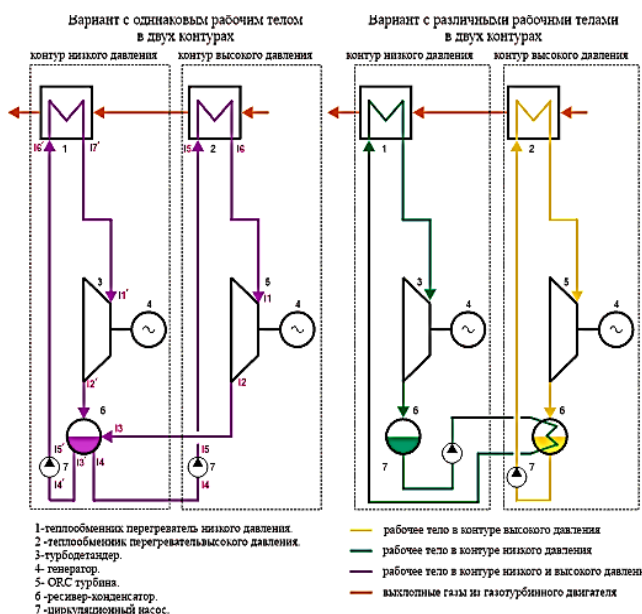 Вариант с одинаковым рабочим телом
в двух контурах
Вариант с различными рабочими телами
в двух контурах
контур низкого давления
контур высокого давления
контур низкого давления
контур высокого давления
I6'
1
I7'
I5
2
I6
1
2
3
4
I1'
5
4
I1
3
4
5
4
I2'
I2
6
I3
6
6
I5'
I3'
I4
I5
7
7
I4'
I4
7
7
1-теплообменник перегреватель низкого давления.
2 -теплообменник перегревательвысокого давления.
3-турбодетандер.
4- генератор.
5- ORC турбина.
6 -ресивер-конденсатор.
7 -циркуляционный насос.
рабочее тело в контуре высокого давления
рабочее тело в контуре низкого давления
рабочее тело в контуре низкого и высокого давлени
выхлопные газы из газотурбинного двигателя